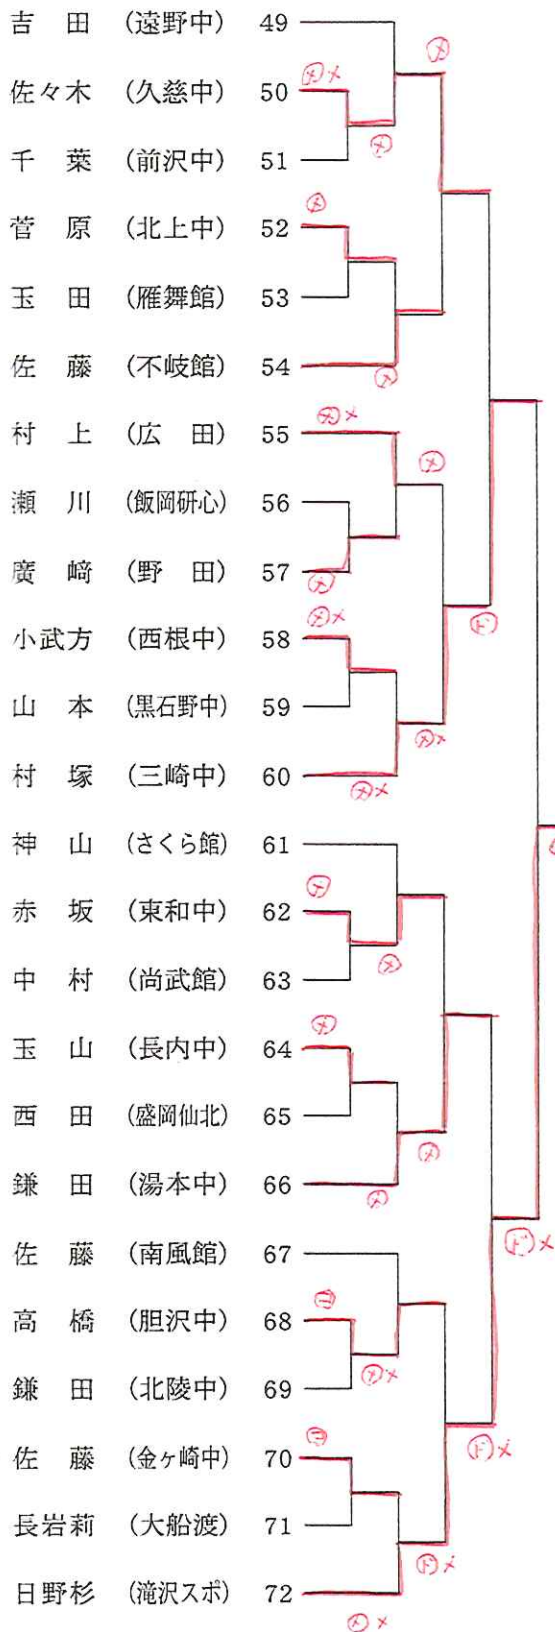 吉田 (遠野中) 49
佐々木 (久慈中) 50
千葉 (前沢中) 51
菅原 (北上中) 52
玉田 (雁舞館) 53
佐藤 (不岐館) 54
村上 (広田) 55
瀬川 (飯岡研心) 56
廣﨑 (野田) 57
小武方 (西根中) 58
山本 (黒石野中) 59
村塚 (三崎中) 60
神山 (さくら館) 61
赤坂 (東和中) 62
中村 (尚武館) 63
玉山 (長内中) 64
西田 (盛岡仙北) 65
鎌田 (湯本中) 66
佐藤 (南風館) 67
高橋 (胆沢中) 68
鎌田 (北陵中) 69
佐藤 (金ヶ崎中) 70
長岩莉 (大船渡) 71
日野杉 (滝沢スポ) 72